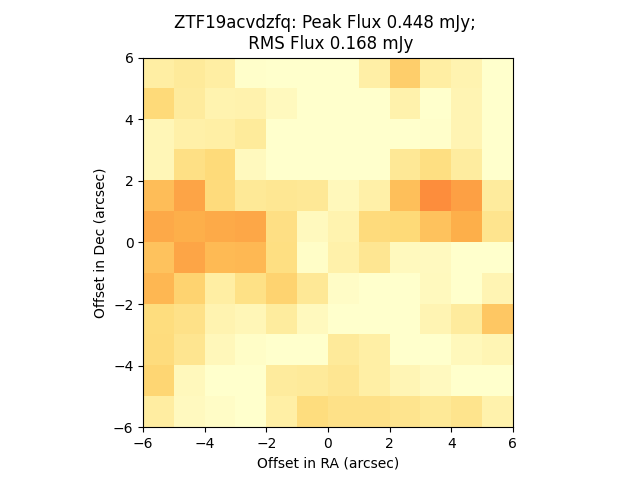 ZTF19acvdzfq: Peak Flux 0.448 mJy;
RMS Flux 0.168 mJy
6
4
2
0
−2
−4
−6
Offset in Dec (arcsec)
−6 −4 −2 0 2 4 6
Offset in RA (arcsec)